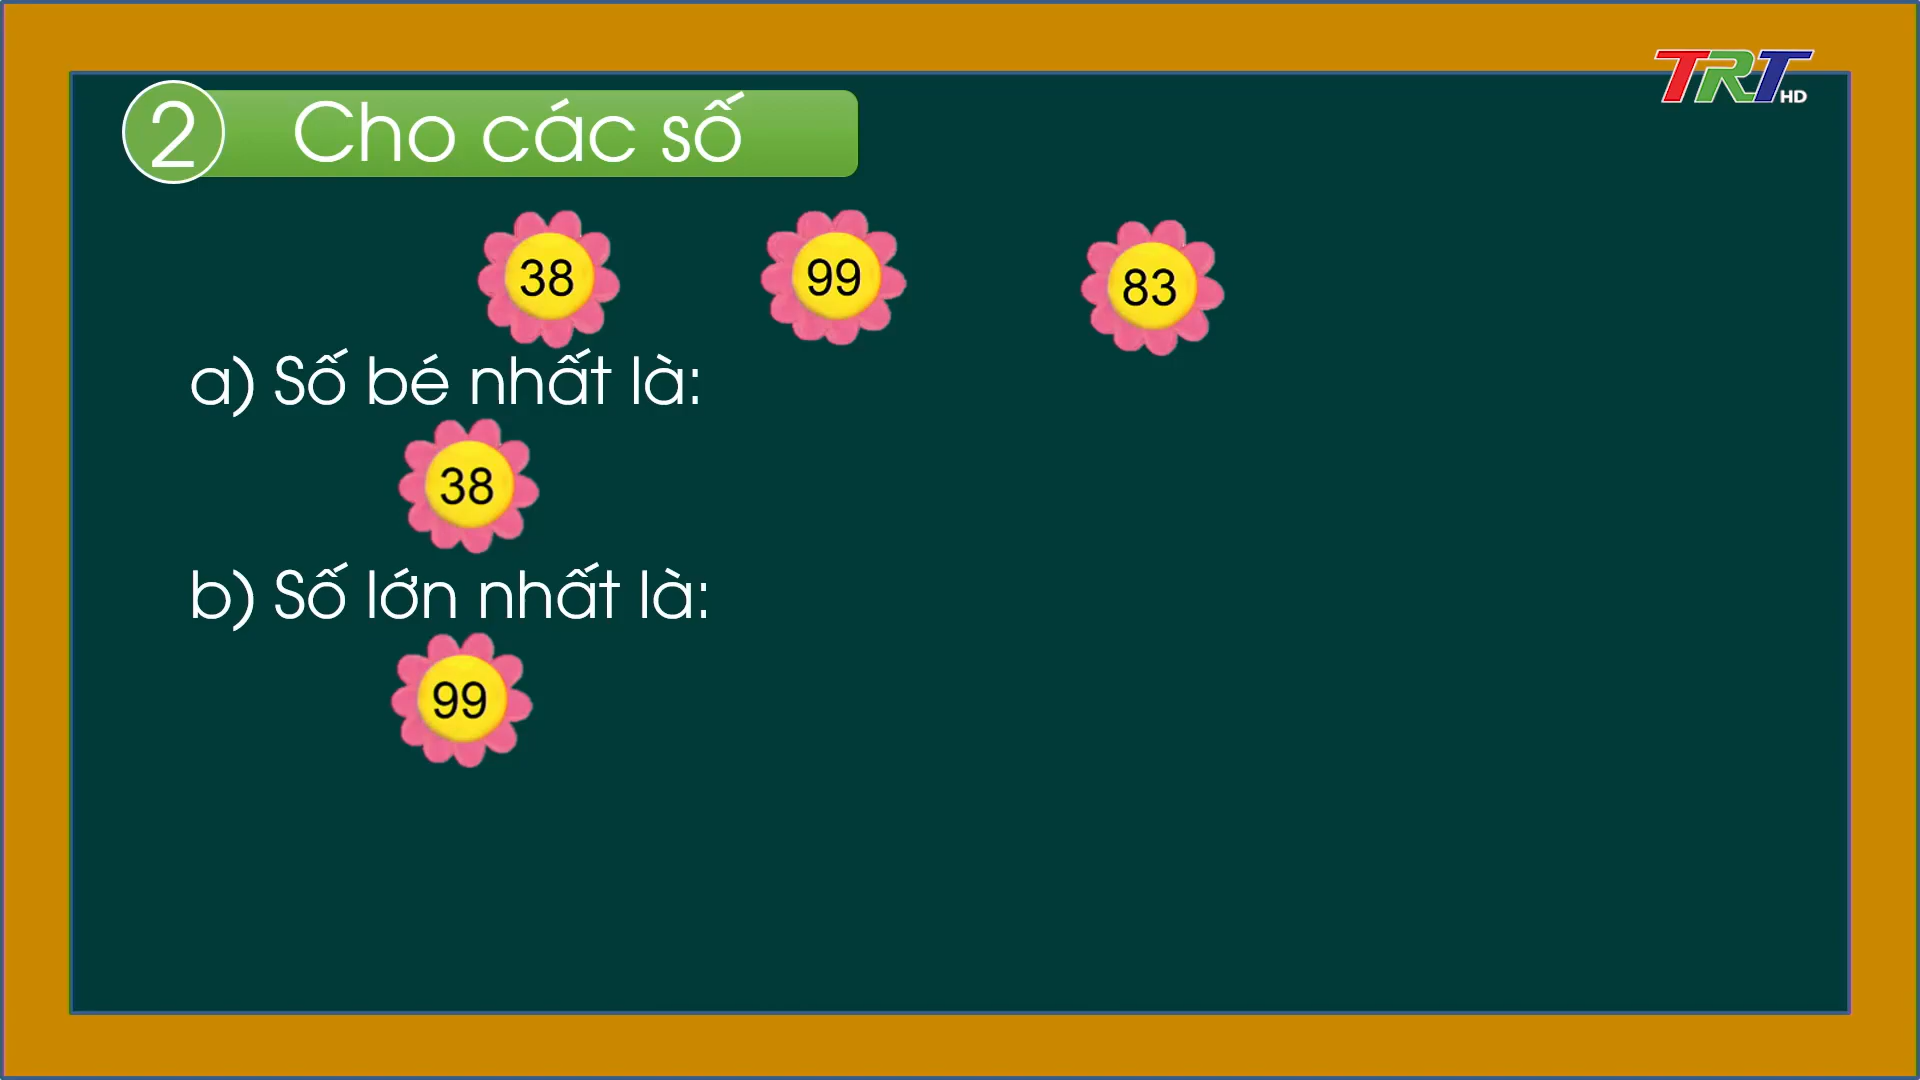 TRT HD
2 Cho các số
38 99 83
a) Số bé nhất là:
38
b) Số lớn nhất là:
99